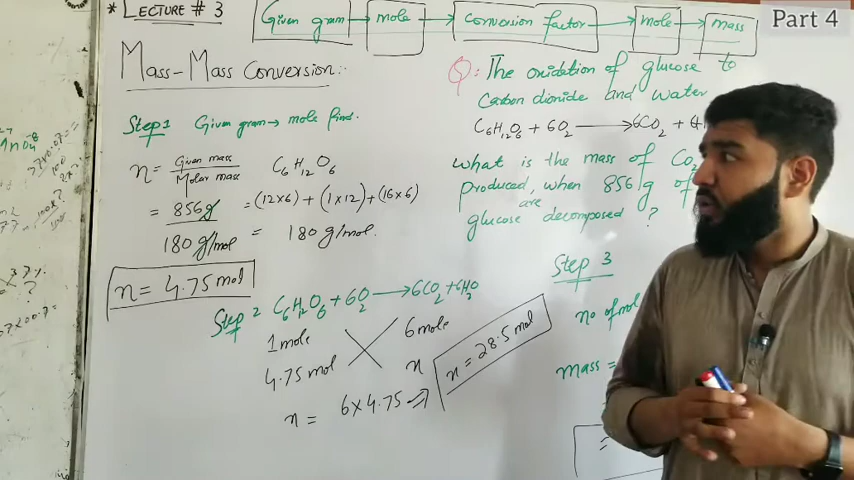 * LECTURE # 3
Given gram → mole → Conversion factor → mole → mass
Part 4
Mass-Mass Conversion:
Step 1 Given gram → mole find.
n = Given mass / Molar mass C6H12O6
= 856g / 180 g/mol = (12×6) + (1×12) + (16×6)
= 180 g/mol.
n = 4.75 mol
Step 2 C6H12O6 + 6O2 → 6CO2 + 6H2O
1 mole 6 mole
4.75 mol n
n = 6×4.75 ⇒ n = 28.5 mol
Q: The oxidation of glucose to
Carbon dioxide and water
C6H12O6 + 6O2 → 6CO2 +
what is the mass of CO2
produced, when 856 g of
are
glucose decomposed ?
Step 3
no of mol
mass =
=